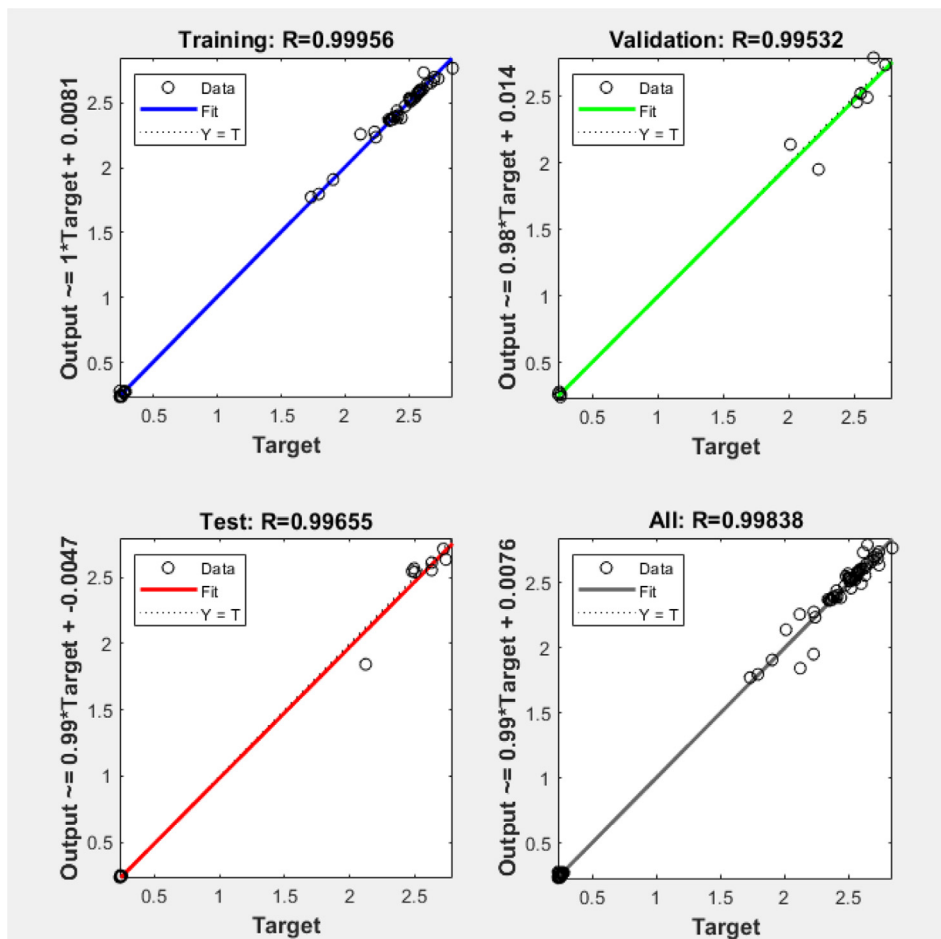 Training: R=0.99956
Output ~= 1*Target + 0.0081
Data
Fit
Y = T
2.5
2
1.5
1
0.5
0.5 1 1.5 2 2.5
Target
Validation: R=0.99532
Output ~= 0.98*Target + 0.014
Data
Fit
Y = T
2.5
2
1.5
1
0.5
0.5 1 1.5 2 2.5
Target
Test: R=0.99655
Output ~= 0.99*Target + -0.0047
Data
Fit
Y = T
2.5
2
1.5
1
0.5
0.5 1 1.5 2 2.5
Target
All: R=0.99838
Output ~= 0.99*Target + 0.0076
Data
Fit
Y = T
2.5
2
1.5
1
0.5
0.5 1 1.5 2 2.5
Target